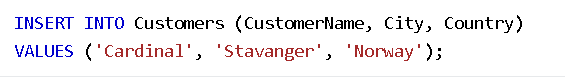 INSERT INTO Customers (CustomerName, City, Country)
VALUES ('Cardinal', 'Stavanger', 'Norway');